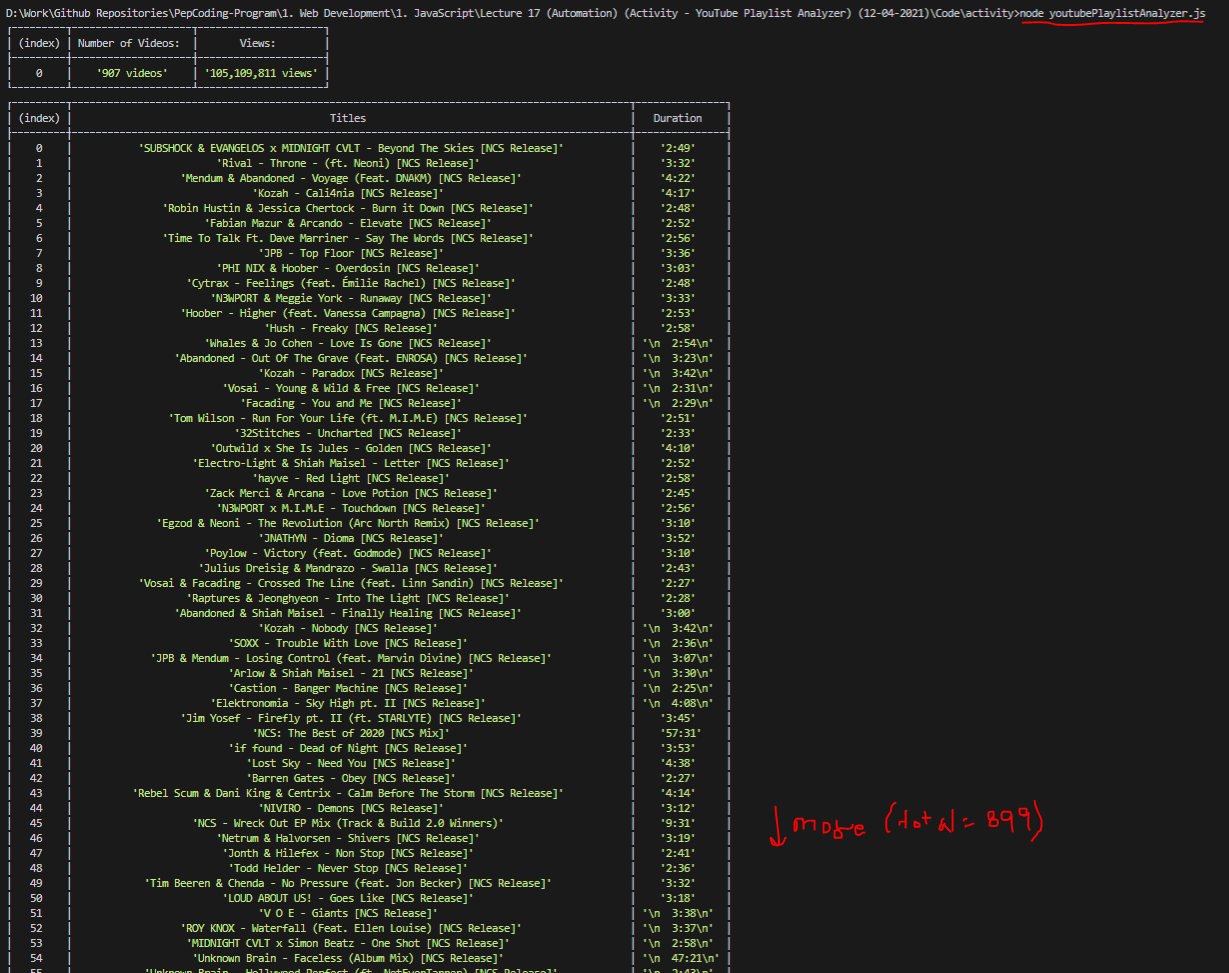 D:\Work\Github Repositories\PepCoding-Program\1. Web Development\1. JavaScript\Lecture 17 (Automation) (Activity - YouTube Playlist Analyzer) (12-04-2021)\Code\activity>node youtubePlaylistAnalyzer.js
(index) Number of Videos: Views:
0 '907 videos' '105,109,811 views'
(index) Titles Duration
0 'SUBSHOCK & EVANGELOS x MIDNIGHT CVLT - Beyond The Skies [NCS Release]' '2:49'
1 'Rival - Throne - (ft. Neoni) [NCS Release]' '3:32'
2 'Mendum & Abandoned - Voyage (Feat. DNAKM) [NCS Release]' '4:22'
3 'Kozah - Cali4nia [NCS Release]' '4:17'
4 'Robin Hustin & Jessica Chertock - Burn it Down [NCS Release]' '2:48'
5 'Fabian Mazur & Arcando - Elevate [NCS Release]' '2:52'
6 'Time To Talk Ft. Dave Marriner - Say The Words [NCS Release]' '2:56'
7 'JPB - Top Floor [NCS Release]' '3:36'
8 'PHI NIX & Hoober - Overdosin [NCS Release]' '3:03'
9 'Cytrax - Feelings (feat. Émilie Rachel) [NCS Release]' '2:48'
10 'N3WPORT & Meggie York - Runaway [NCS Release]' '3:33'
11 'Hoober - Higher (feat. Vanessa Campagna) [NCS Release]' '2:53'
12 'Hush - Freaky [NCS Release]' '2:58'
13 'Whales & Jo Cohen - Love Is Gone [NCS Release]' '\n 2:54\n'
14 'Abandoned - Out Of The Grave (Feat. ENROSA) [NCS Release]' '\n 3:23\n'
15 'Kozah - Paradox [NCS Release]' '\n 3:42\n'
16 'Vosai - Young & Wild & Free [NCS Release]' '\n 2:31\n'
17 'Facading - You and Me [NCS Release]' '\n 2:29\n'
18 'Tom Wilson - Run For Your Life (ft. M.I.M.E) [NCS Release]' '2:51'
19 '32Stitches - Uncharted [NCS Release]' '2:33'
20 'Outwild x She Is Jules - Golden [NCS Release]' '4:10'
21 'Electro-Light & Shiah Maisel - Letter [NCS Release]' '2:52'
22 'hayve - Red Light [NCS Release]' '2:58'
23 'Zack Merci & Arcana - Love Potion [NCS Release]' '2:45'
24 'N3WPORT x M.I.M.E - Touchdown [NCS Release]' '2:56'
25 'Egzod & Neoni - The Revolution (Arc North Remix) [NCS Release]' '3:10'
26 'JNATHYN - Dioma [NCS Release]' '3:52'
27 'Poylow - Victory (feat. Godmode) [NCS Release]' '3:10'
28 'Julius Dreisig & Mandrazo - Swalla [NCS Release]' '2:43'
29 'Vosai & Facading - Crossed The Line (feat. Linn Sandin) [NCS Release]' '2:27'
30 'Raptures & Jeonghyeon - Into The Light [NCS Release]' '2:28'
31 'Abandoned & Shiah Maisel - Finally Healing [NCS Release]' '3:00'
32 'Kozah - Nobody [NCS Release]' '\n 3:42\n'
33 'SOXX - Trouble With Love [NCS Release]' '\n 2:36\n'
34 'JPB & Mendum - Losing Control (feat. Marvin Divine) [NCS Release]' '\n 3:07\n'
35 'Arlow & Shiah Maisel - 21 [NCS Release]' '\n 3:30\n'
36 'Castion - Banger Machine [NCS Release]' '\n 2:25\n'
37 'Elektronomia - Sky High pt. II [NCS Release]' '\n 4:08\n'
38 'Jim Yosef - Firefly pt. II (ft. STARLYTE) [NCS Release]' '3:45'
39 'NCS: The Best of 2020 [NCS Mix]' '57:31'
40 'if found - Dead of Night [NCS Release]' '3:53'
41 'Lost Sky - Need You [NCS Release]' '4:38'
42 'Barren Gates - Obey [NCS Release]' '2:27'
43 'Rebel Scum & Dani King & Centrix - Calm Before The Storm [NCS Release]' '4:14'
44 'NIVIRO - Demons [NCS Release]' '3:12'
45 'NCS - Wreck Out EP Mix (Track & Build 2.0 Winners)' '9:31'
46 'Netrum & Halvorsen - Shivers [NCS Release]' '3:19'
↓ more (total = 899)
47 'Jonth & Hilefex - Non Stop [NCS Release]' '2:41'
48 'Todd Helder - Never Stop [NCS Release]' '2:36'
49 'Tim Beeren & Chenda - No Pressure (feat. Jon Becker) [NCS Release]' '3:32'
50 'LOUD ABOUT US! - Goes Like [NCS Release]' '3:18'
51 'V O E - Giants [NCS Release]' '\n 3:38\n'
52 'ROY KNOX - Waterfall (Feat. Ellen Louise) [NCS Release]' '\n 3:37\n'
53 'MIDNIGHT CVLT x Simon Beatz - One Shot [NCS Release]' '\n 2:58\n'
54 'Unknown Brain - Faceless (Album Mix) [NCS Release]' '\n 47:21\n'